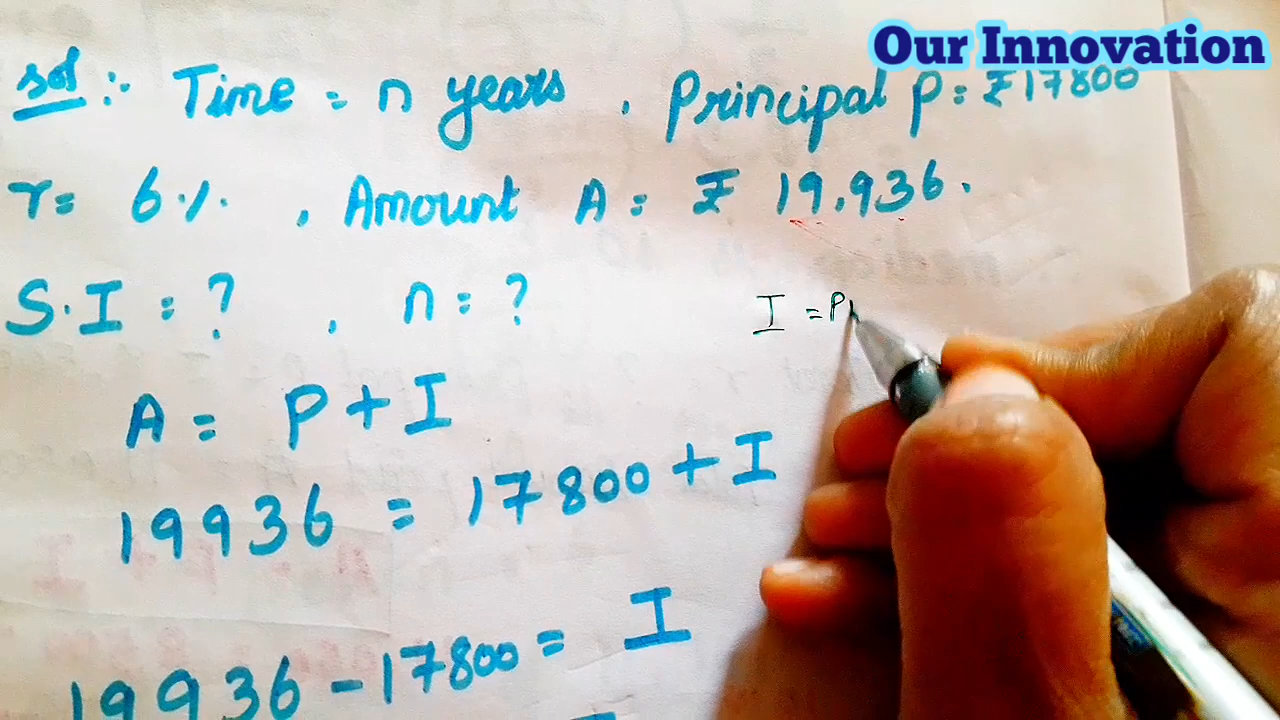 Our Innovation
Sol :- Time = n years , Principal P = ₹17800
r = 6% , Amount A = ₹ 19,936.
S.I = ? , n = ?
I = P
A = P + I
19936 = 17800 + I
19936 - 17800 = I